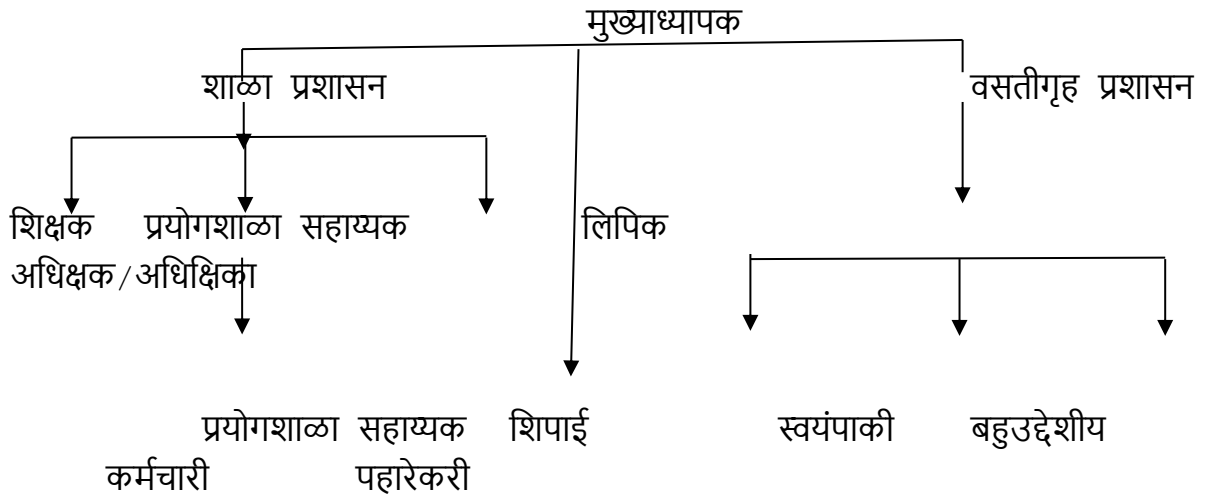 मुख्याध्यापक
शाळा प्रशासन वसतीगृह प्रशासन
शिक्षक प्रयोगशाळा सहाय्यक लिपिक
अधिक्षक/अधिक्षिका
प्रयोगशाळा सहाय्यक शिपाई स्वयंपाकी बहुउद्देशीय
कर्मचारी पहारेकरी